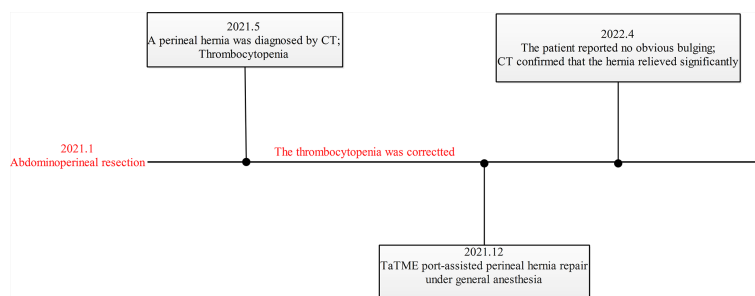 2021.5
A perineal hernia was diagnosed by CT;
Thrombocytopenia
2022.4
The patient reported no obvious bulging;
CT confirmed that the hernia relieved significantly
2021.1
Abdominoperineal resection
The thrombocytopenia was correctted
2021.12
TaTME port-assisted perineal hernia repair
under general anesthesia